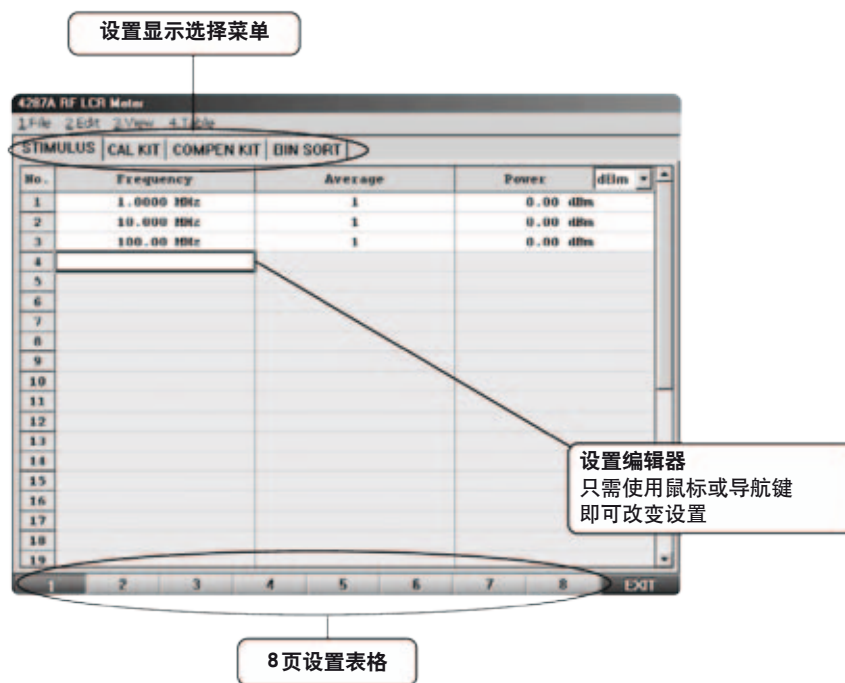 设置显示选择菜单
4287A RF LCR Meter
1.File 2.Edit 3.View 4.Table
STIMULUS CAL KIT COMPEN KIT BIN SORT
No. Frequency Average Power dBm
1 1.0000 MHz 1 0.00 dBm
2 10.000 MHz 1 0.00 dBm
3 100.00 MHz 1 0.00 dBm
4
5
6
7
8
9
10
11
12
13
14
15
16
17
18
19
设置编辑器
只需使用鼠标或导航键
即可改变设置
1 2 3 4 5 6 7 8 EXIT
8页设置表格